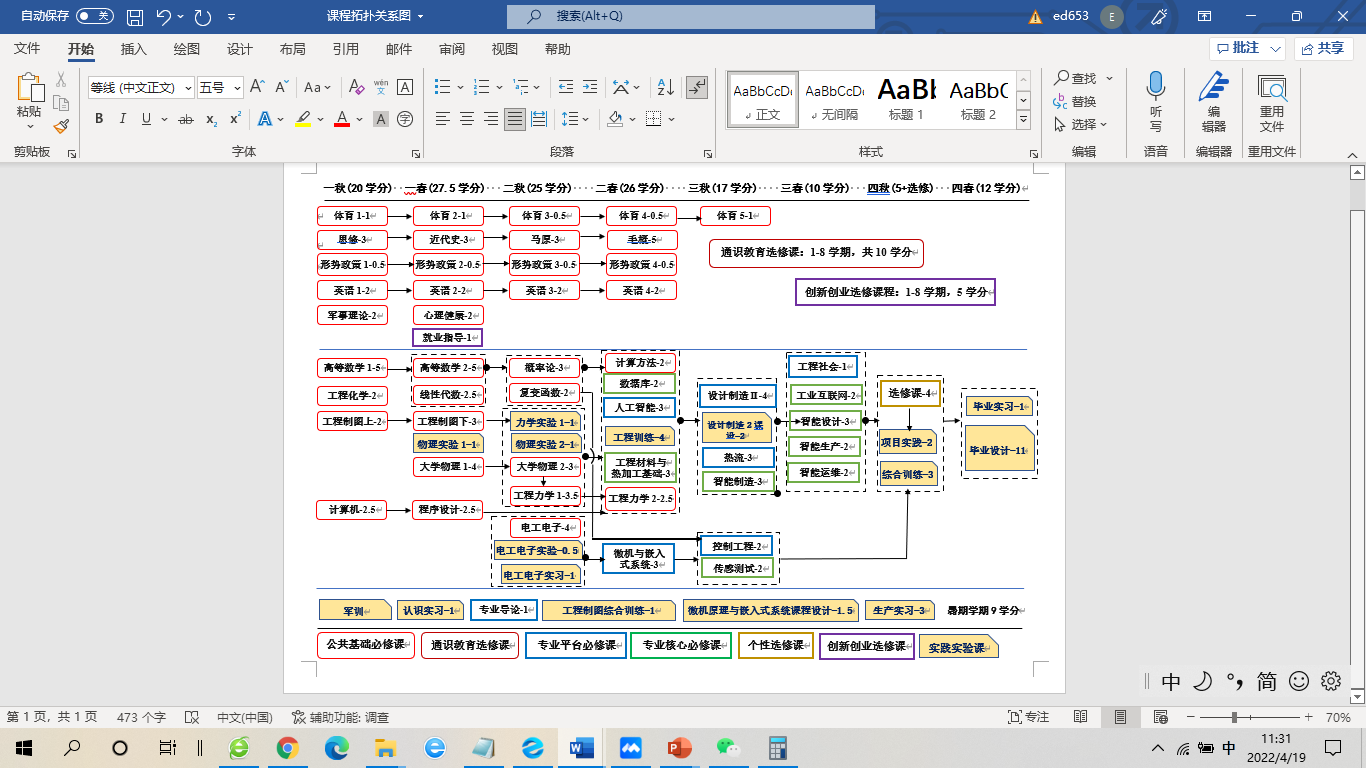 自动保存 关 课程拓扑关系图 搜索(Alt+Q) ed653 E
文件 开始 插入 绘图 设计 布局 引用 邮件 审阅 视图 帮助 批注 共享
粘贴 等线 (中文正文) 五号 Aa wén 文 A
B I U ab x₂ x² A A A 字
AaBbCcDc AaBbCcDc AaBbC AaBbC
正文 无间隔 标题 1 标题 2
查找 替换 选择 听写 编辑器 重用文件
剪贴板 字体 段落 样式 编辑 语音 编辑器 重用文件
一秋(20 学分) 一春(27.5 学分) 二秋(25 学分) 二春(26 学分) 三秋(17 学分) 三春(10 学分) 四秋(5+选修) 四春(12 学分)
体育 1-1 体育 2-1 体育 3-0.5 体育 4-0.5 体育 5-1
思修-3 近代史-3 马原-3 毛概-5
通识教育选修课：1-8 学期，共 10 学分
形势政策 1-0.5 形势政策 2-0.5 形势政策 3-0.5 形势政策 4-0.5
英语 1-2 英语 2-2 英语 3-2 英语 4-2
创新创业选修课程：1-8 学期，5 学分
军事理论-2 心理健康-2
就业指导-1
高等数学 1-5 高等数学 2-5 概率论-3 计算方法-2 工程社会-1
数据库-2
工程化学-2 线性代数-2.5 复变函数-2 人工智能-3 设计制造Ⅱ-4 工业互联网-2 选修课-4 毕业实习-1
工程制图上-2 工程制图下-3 力学实验 1-1 工程训练-4 设计制造 2 课设-2 智能设计-3
物理实验 1-1 物理实验 2-1 智能生产-2 项目实践-2 毕业设计-11
大学物理 1-4 大学物理 2-3 工程材料与热加工基础-3 热流-3 智能运维-2 综合训练-3
工程力学 1-3.5 工程力学 2-2.5 智能制造-3
计算机-2.5 程序设计-2.5
电工电子-4
电工电子实验-0.5 微机与嵌入式系统-3 控制工程-2
电工电子实习-1 传感测试-2
军训 认识实习-1 专业导论-1 工程制图综合训练-1 微机原理与嵌入式系统课程设计-1.5 生产实习-3 暑期学期 9 学分
公共基础必修课 通识教育选修课 专业平台必修课 专业核心必修课 个性选修课 创新创业选修课 实践实验课
中 简
第 1 页，共 1 页 473 个字 中文(中国) 辅助功能: 调查 专注 70%
中 11:31
2022/4/19